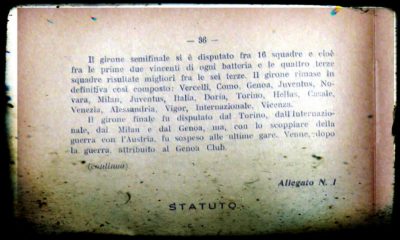 — 36 —
Il girone semifinale si è disputato fra 16 squadre e cioè
fra le prime due vincenti di ogni batteria e le quattro terze
squadre risultate migliori fra le sei terze. Il girone rimase in
definitiva così composto: Vercelli, Como, Genoa, Juventus, No-
vara, Milan, Juventus, Italia, Doria, Torino, Hellas, Casale,
Venezia, Alessandria, Vigor, Internazionale, Vicenza.
Il girone finale fu disputato dal Torino, dall'Internazio-
nale, dal Milan e dal Genoa, ma, con lo scoppiare della
guerra con l'Austria, fu sospeso alle ultime gare. Venne, dopo
la guerra, attribuito al Genoa Club.
(continua)
Allegato N. 1
STATUTO